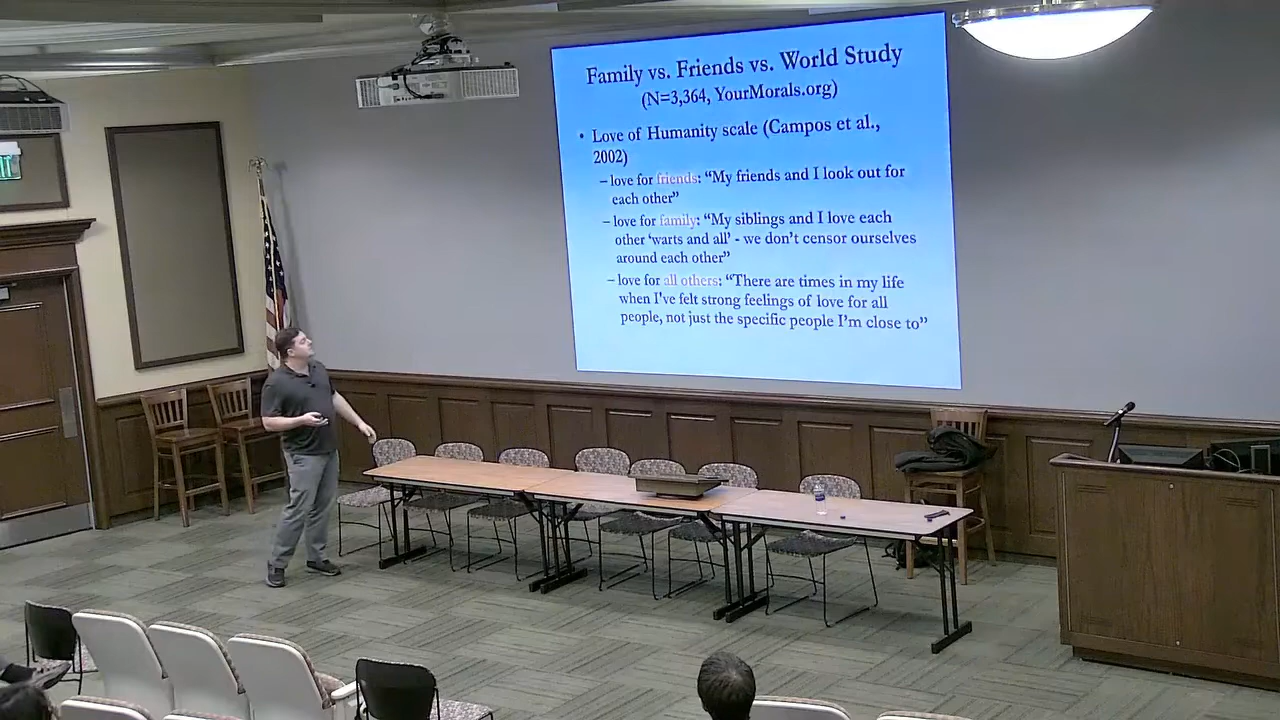 Family vs. Friends vs. World Study
(N=3,364, YourMorals.org)
• Love of Humanity scale (Campos et al.,
2002)
– love for friends: “My friends and I look out for
each other”
– love for family: “My siblings and I love each
other ‘warts and all’ - we don’t censor ourselves
around each other”
– love for all others: “There are times in my life
when I've felt strong feelings of love for all
people, not just the specific people I’m close to”